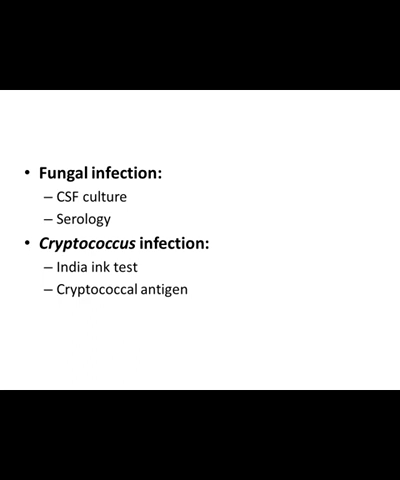 • Fungal infection:
– CSF culture
– Serology
• Cryptococcus infection:
– India ink test
– Cryptococcal antigen